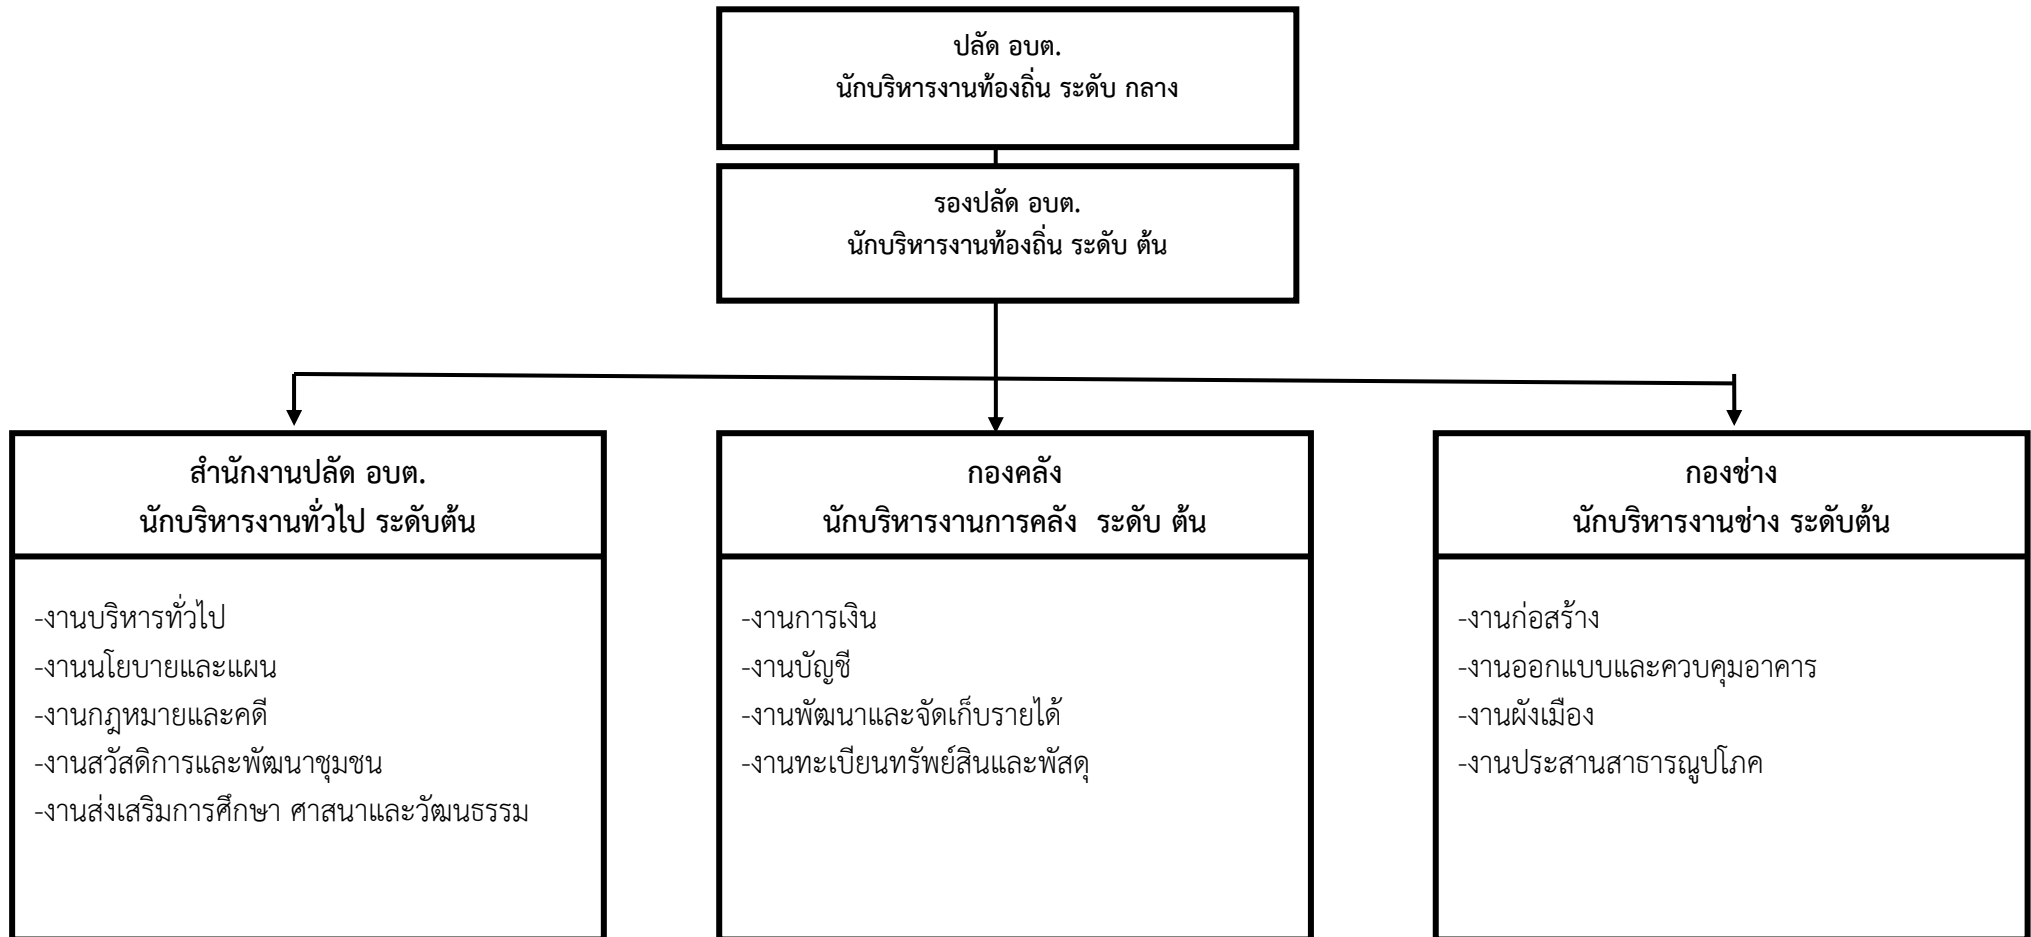 ปลัด อบต.
นักบริหารงานท้องถิ่น ระดับ กลาง
รองปลัด อบต.
นักบริหารงานท้องถิ่น ระดับ ต้น
สำนักงานปลัด อบต.
นักบริหารงานทั่วไป ระดับต้น
-งานบริหารทั่วไป
-งานนโยบายและแผน
-งานกฎหมายและคดี
-งานสวัสดิการและพัฒนาชุมชน
-งานส่งเสริมการศึกษา ศาสนาและวัฒนธรรม
กองคลัง
นักบริหารงานการคลัง  ระดับ ต้น
-งานการเงิน
-งานบัญชี
-งานพัฒนาและจัดเก็บรายได้
-งานทะเบียนทรัพย์สินและพัสดุ
กองช่าง
นักบริหารงานช่าง ระดับต้น
-งานก่อสร้าง
-งานออกแบบและควบคุมอาคาร
-งานผังเมือง
-งานประสานสาธารณูปโภค